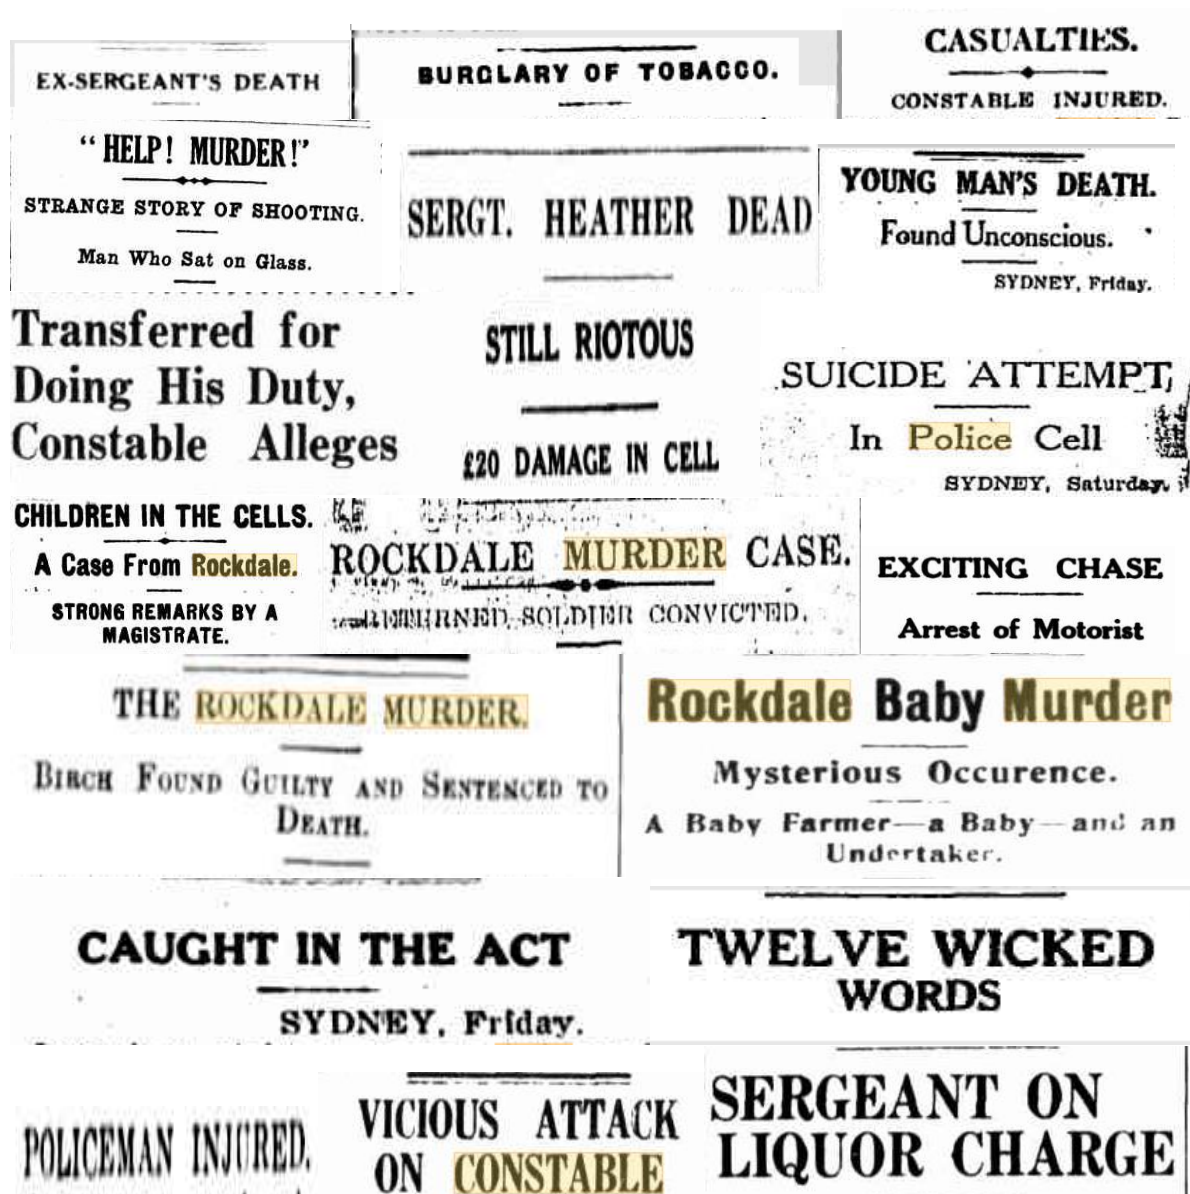 EX-SERGEANT'S DEATH
BURGLARY OF TOBACCO.
CASUALTIES.
CONSTABLE INJURED.
"HELP! MURDER!"
STRANGE STORY OF SHOOTING.
Man Who Sat on Glass.
SERGT. HEATHER DEAD
YOUNG MAN'S DEATH.
Found Unconscious.
SYDNEY, Friday.
Transferred for
Doing His Duty,
Constable Alleges
STILL RIOTOUS
£20 DAMAGE IN CELL
SUICIDE ATTEMPT,
In Police Cell
SYDNEY, Saturday.
CHILDREN IN THE CELLS.
A Case From Rockdale.
STRONG REMARKS BY A
MAGISTRATE.
ROCKDALE MURDER CASE.
RETURNED SOLDIER CONVICTED.
EXCITING CHASE
Arrest of Motorist
THE ROCKDALE MURDER.
BIRCH FOUND GUILTY AND SENTENCED TO
DEATH.
Rockdale Baby Murder
Mysterious Occurence.
A Baby Farmer—a Baby—and an
Undertaker.
CAUGHT IN THE ACT
SYDNEY, Friday.
TWELVE WICKED
WORDS
POLICEMAN INJURED.
VICIOUS ATTACK
ON CONSTABLE
SERGEANT ON
LIQUOR CHARGE